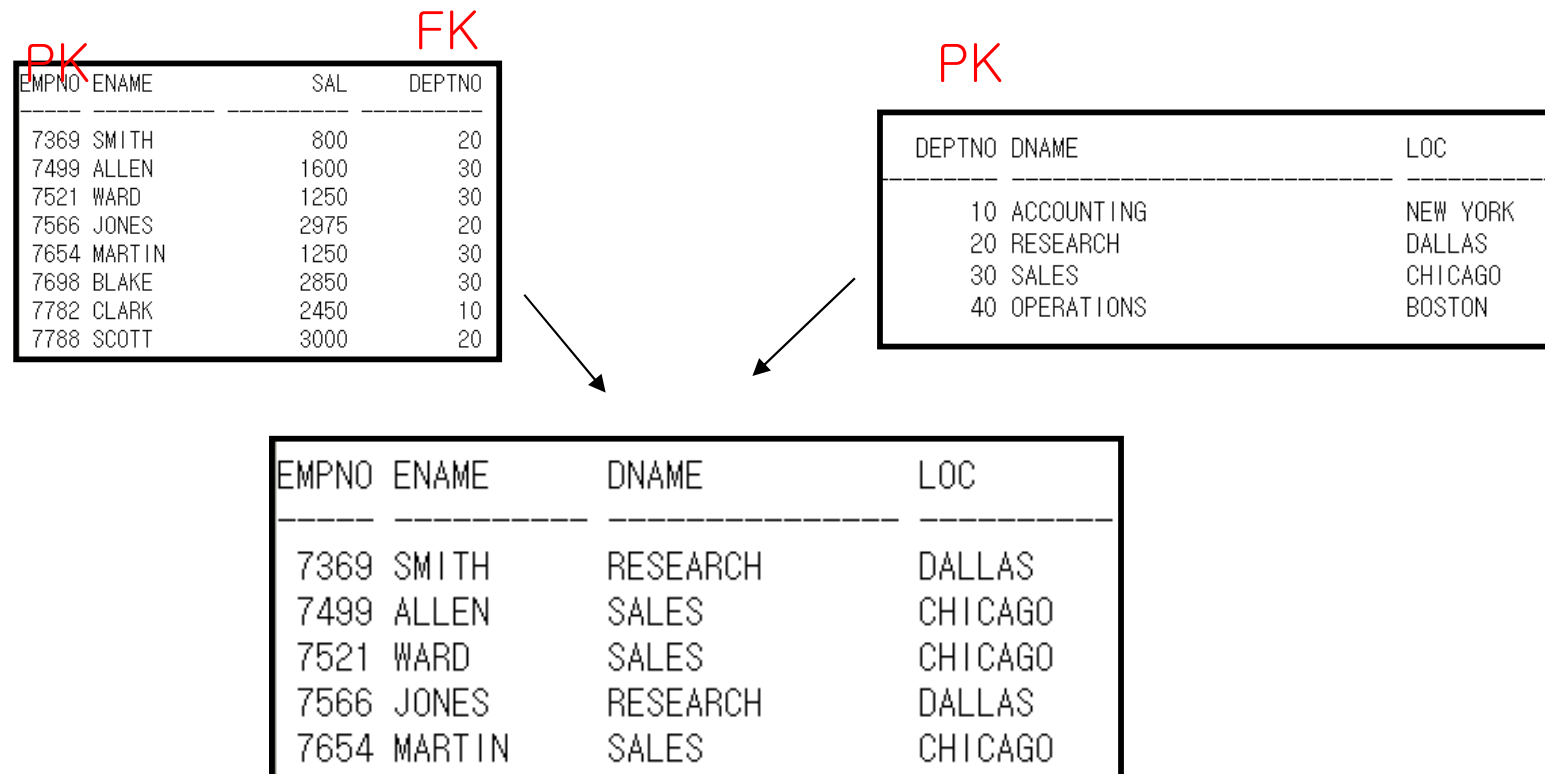 PK
FK
EMPNO ENAME SAL DEPTNO
----- ---------- ---------- ----------
7369 SMITH 800 20
7499 ALLEN 1600 30
7521 WARD 1250 30
7566 JONES 2975 20
7654 MARTIN 1250 30
7698 BLAKE 2850 30
7782 CLARK 2450 10
7788 SCOTT 3000 20
PK
DEPTNO DNAME LOC
---------- ---------------------------- ----------
10 ACCOUNTING NEW YORK
20 RESEARCH DALLAS
30 SALES CHICAGO
40 OPERATIONS BOSTON
EMPNO ENAME DNAME LOC
----- ---------- --------------- ----------
7369 SMITH RESEARCH DALLAS
7499 ALLEN SALES CHICAGO
7521 WARD SALES CHICAGO
7566 JONES RESEARCH DALLAS
7654 MARTIN SALES CHICAGO